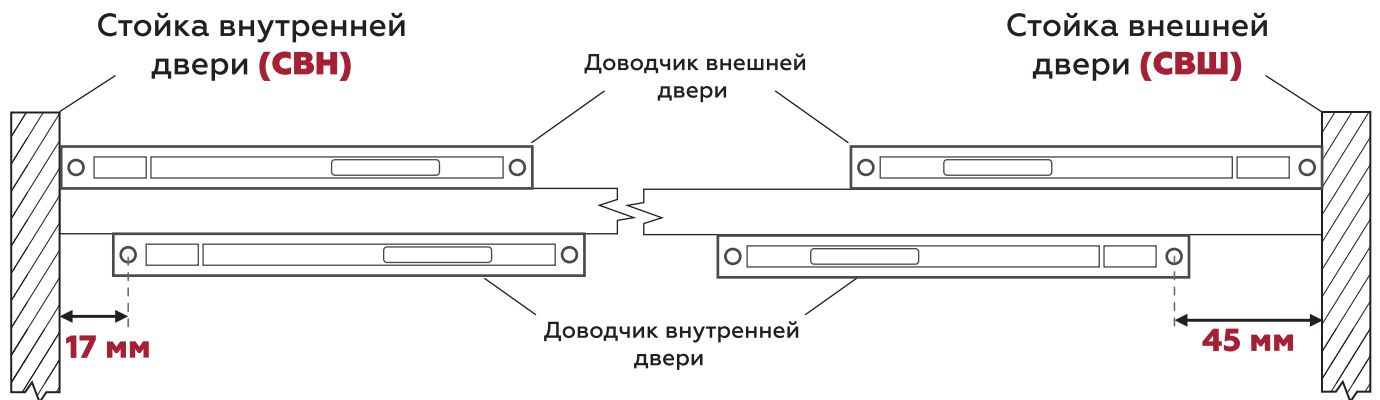 Стойка внутренней
двери (СВН)
Доводчик внешней
двери
Стойка внешней
двери (СВШ)
17 мм
Доводчик внутренней
двери
45 мм